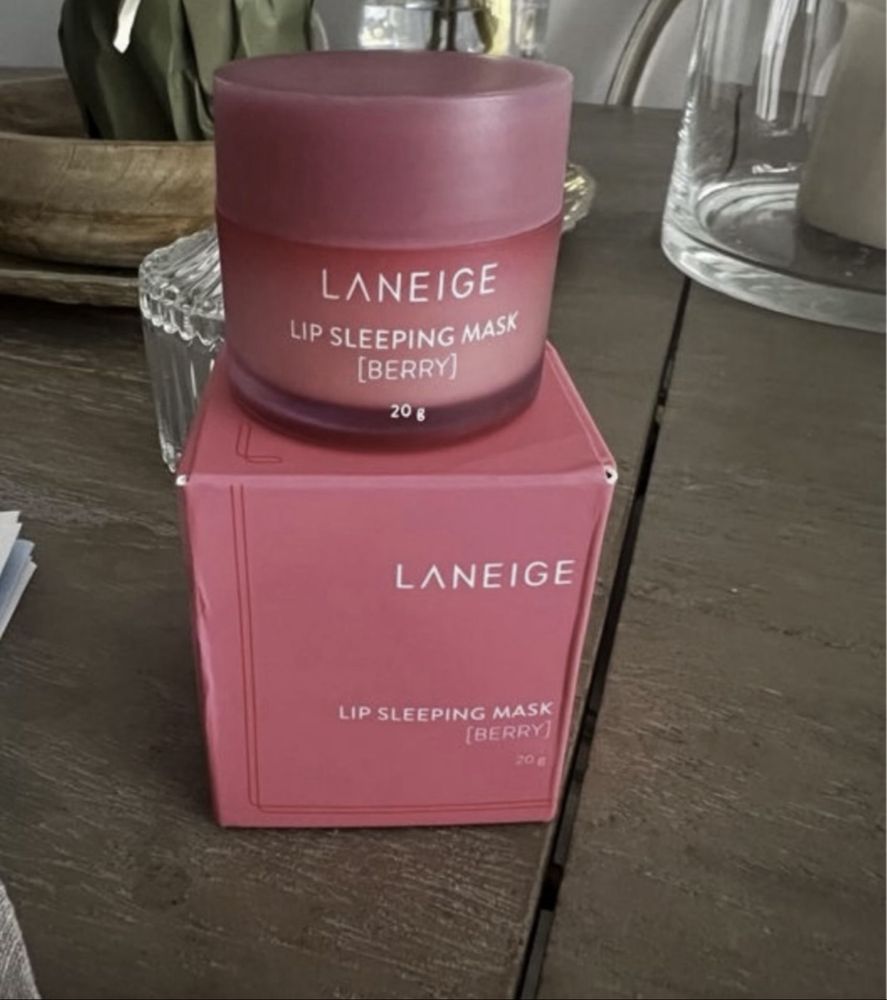 LANEIGE
LIP SLEEPING MASK
[BERRY]
20 g
LANEIGE
LIP SLEEPING MASK
[BERRY]
20 g